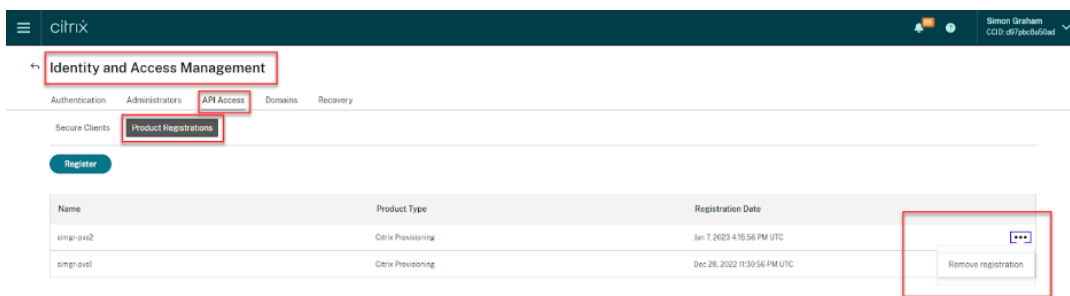 citrix
Simon Graham
CCID: d97pbc8a50ad
Identity and Access Management
Authentication Administrators API Access Domains Recovery
Secure Clients Product Registrations
Register
Name Product Type Registration Date
simgr-pvs2 Citrix Provisioning Jan 7, 2023 4:15:56 PM UTC
simgr-pvs1 Citrix Provisioning Dec 28, 2022 11:30:56 PM UTC
Remove registration